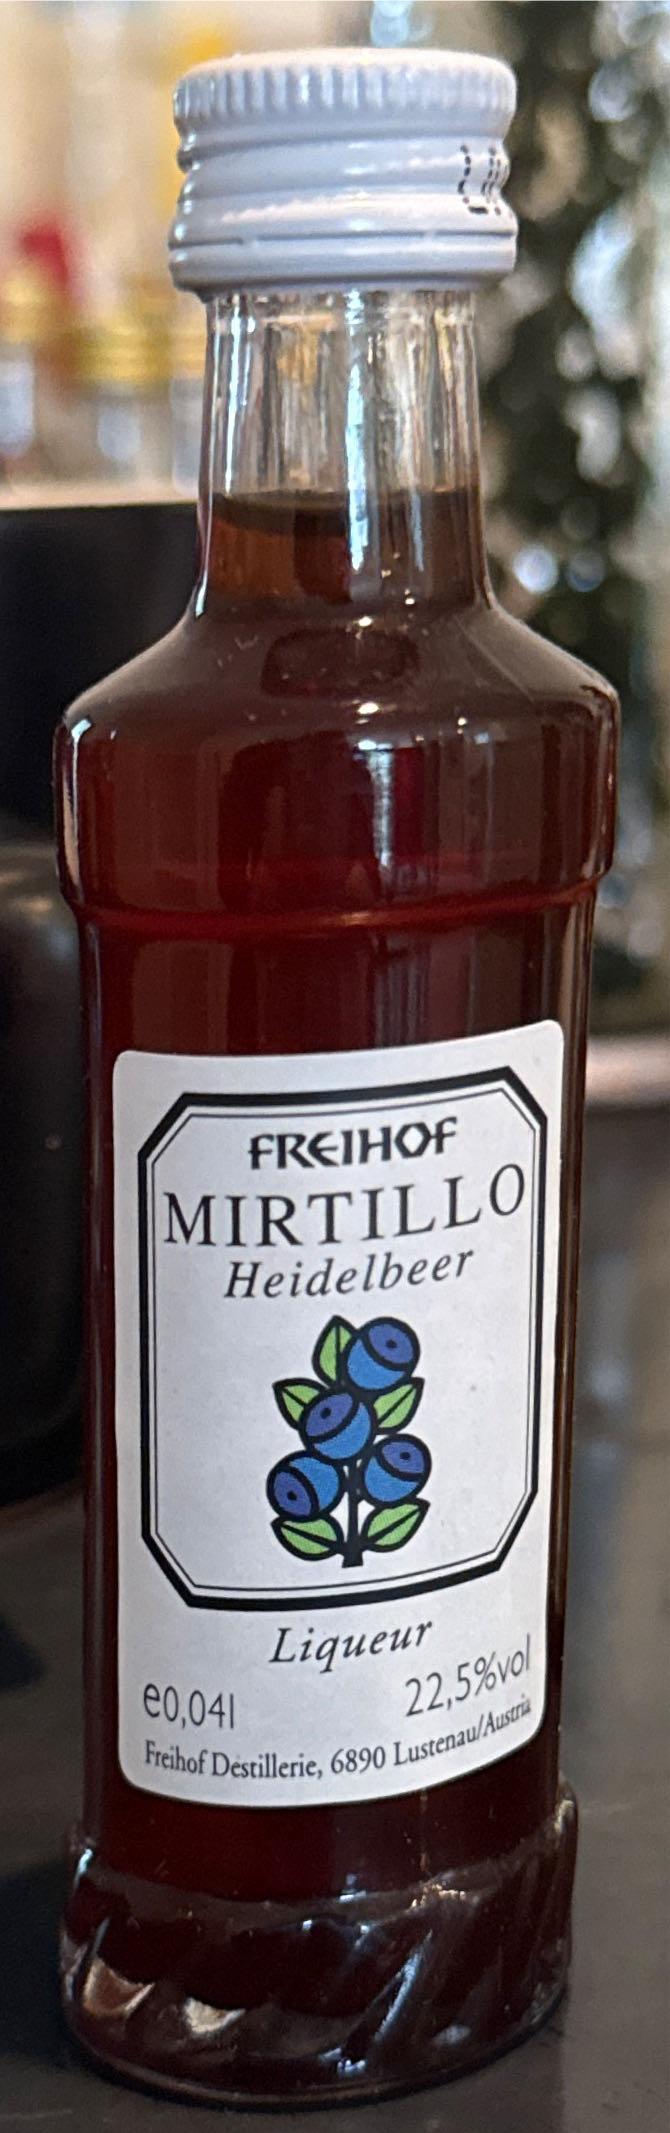 FREIHOF
MIRTILLO
Heidelbeer
Liqueur
e0,04l 22,5%vol
Freihof Destillerie, 6890 Lustenau/Austria